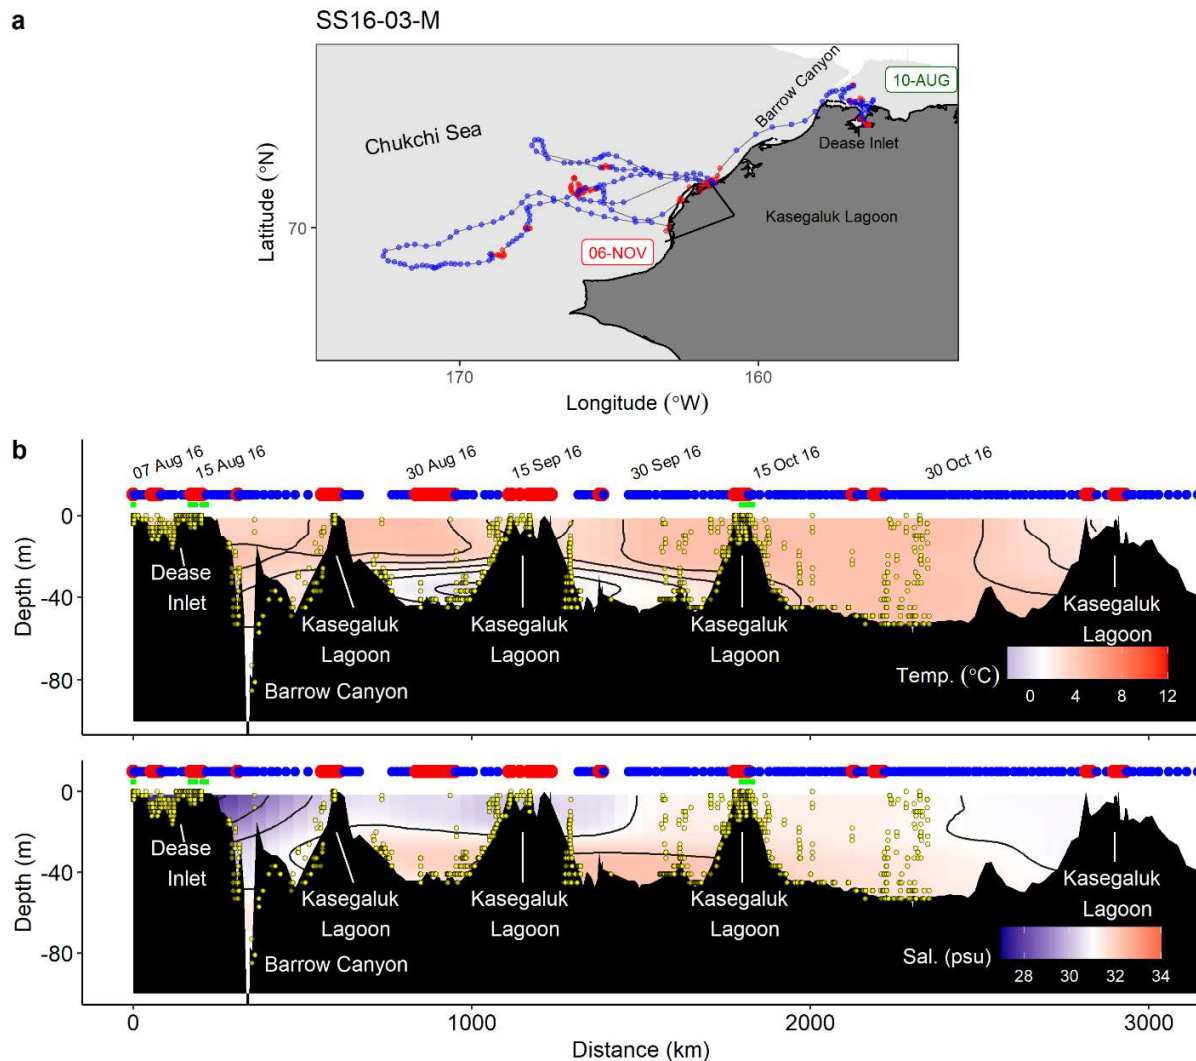 a
SS16-03-M
10-AUG
Barrow Canyon
Chukchi Sea
Dease Inlet
Latitude (°N)
70
Kasegaluk Lagoon
06-NOV
170
160
Longitude (°W)
b
07 Aug 16
15 Aug 16
30 Aug 16
15 Sep 16
30 Sep 16
15 Oct 16
30 Oct 16
Depth (m)
0
-40
-80
Dease
Inlet
Kasegaluk
Lagoon
Kasegaluk
Lagoon
Kasegaluk
Lagoon
Kasegaluk
Lagoon
Barrow Canyon
Temp. (°C)
0
4
8
12
Depth (m)
0
-40
-80
Dease
Inlet
Kasegaluk
Lagoon
Kasegaluk
Lagoon
Kasegaluk
Lagoon
Kasegaluk
Lagoon
Barrow Canyon
Sal. (psu)
28
30
32
34
0
1000
2000
3000
Distance (km)